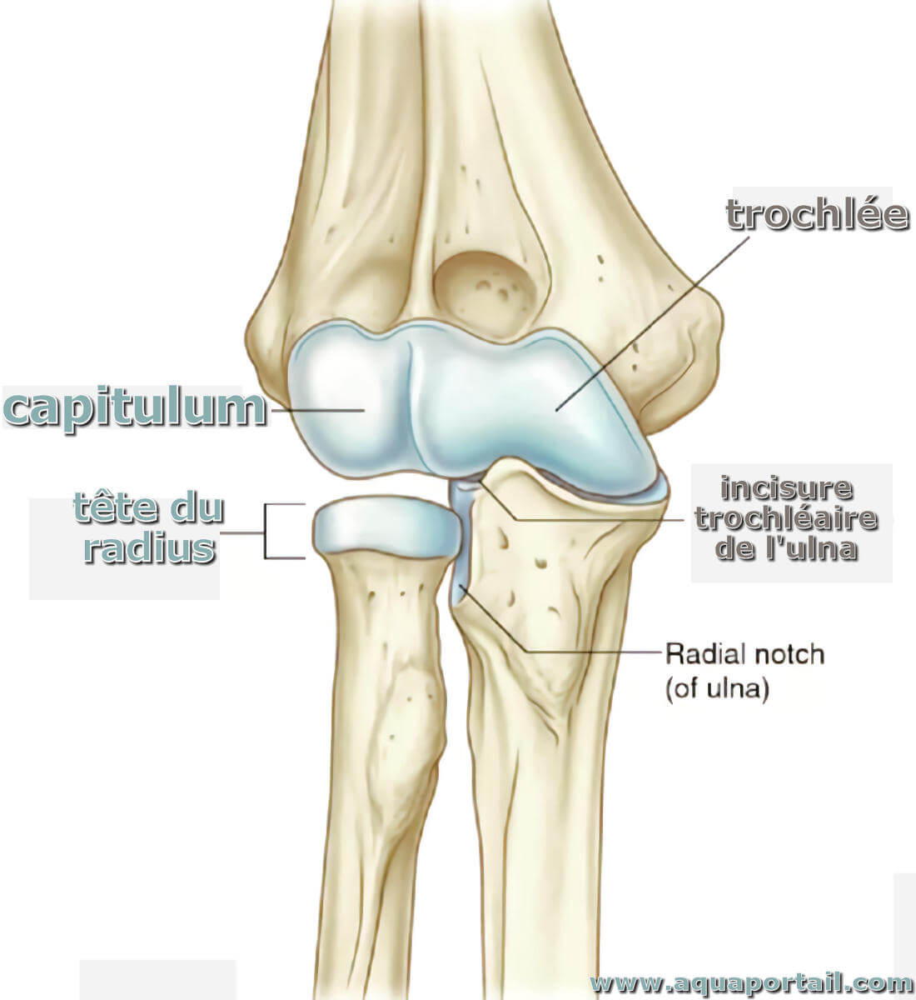 trochlée
capitulum
tête du
radius
incisure
trochléaire
de l'ulna
Radial notch
(of ulna)
www.aquaportail.com